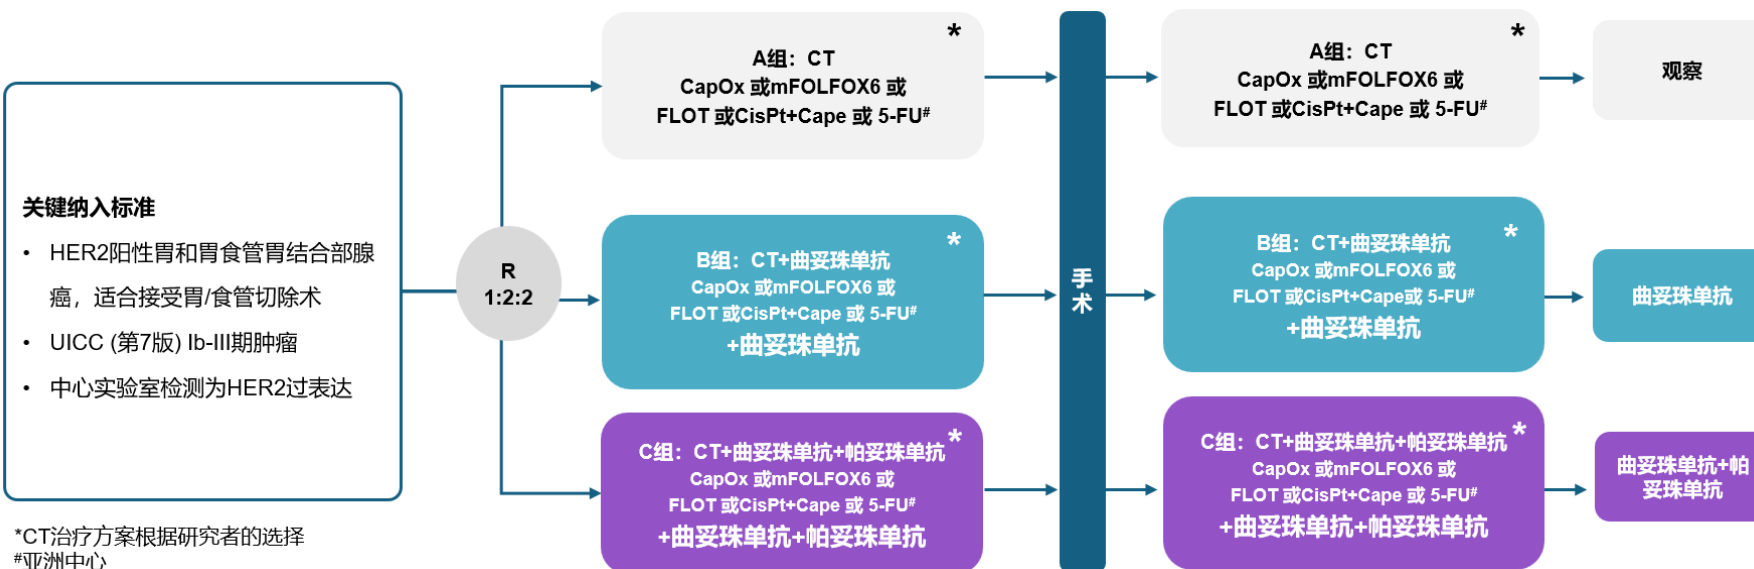 关键纳入标准
• HER2阳性胃和胃食管胃结合部腺
癌，适合接受胃/食管切除术
• UICC (第7版) Ib-III期肿瘤
• 中心实验室检测为HER2过表达
*CT治疗方案根据研究者的选择
#亚洲中心
R
1:2:2
*
A组：CT
CapOx 或mFOLFOX6 或
FLOT 或CisPt+Cape 或 5-FU#
*
B组：CT+曲妥珠单抗
CapOx 或mFOLFOX6 或
FLOT 或CisPt+Cape 或 5-FU#
+曲妥珠单抗
*
C组：CT+曲妥珠单抗+帕妥珠单抗
CapOx 或mFOLFOX6 或
FLOT 或CisPt+Cape 或 5-FU#
+曲妥珠单抗+帕妥珠单抗
手
术
*
A组：CT
CapOx 或mFOLFOX6 或
FLOT 或CisPt+Cape 或 5-FU#
*
B组：CT+曲妥珠单抗
CapOx 或mFOLFOX6 或
FLOT 或CisPt+Cape或 5-FU#
+曲妥珠单抗
*
C组：CT+曲妥珠单抗+帕妥珠单抗
CapOx 或mFOLFOX6 或
FLOT 或CisPt+Cape 或 5-FU#
+曲妥珠单抗+帕妥珠单抗
观察
曲妥珠单抗
曲妥珠单抗+帕
妥珠单抗